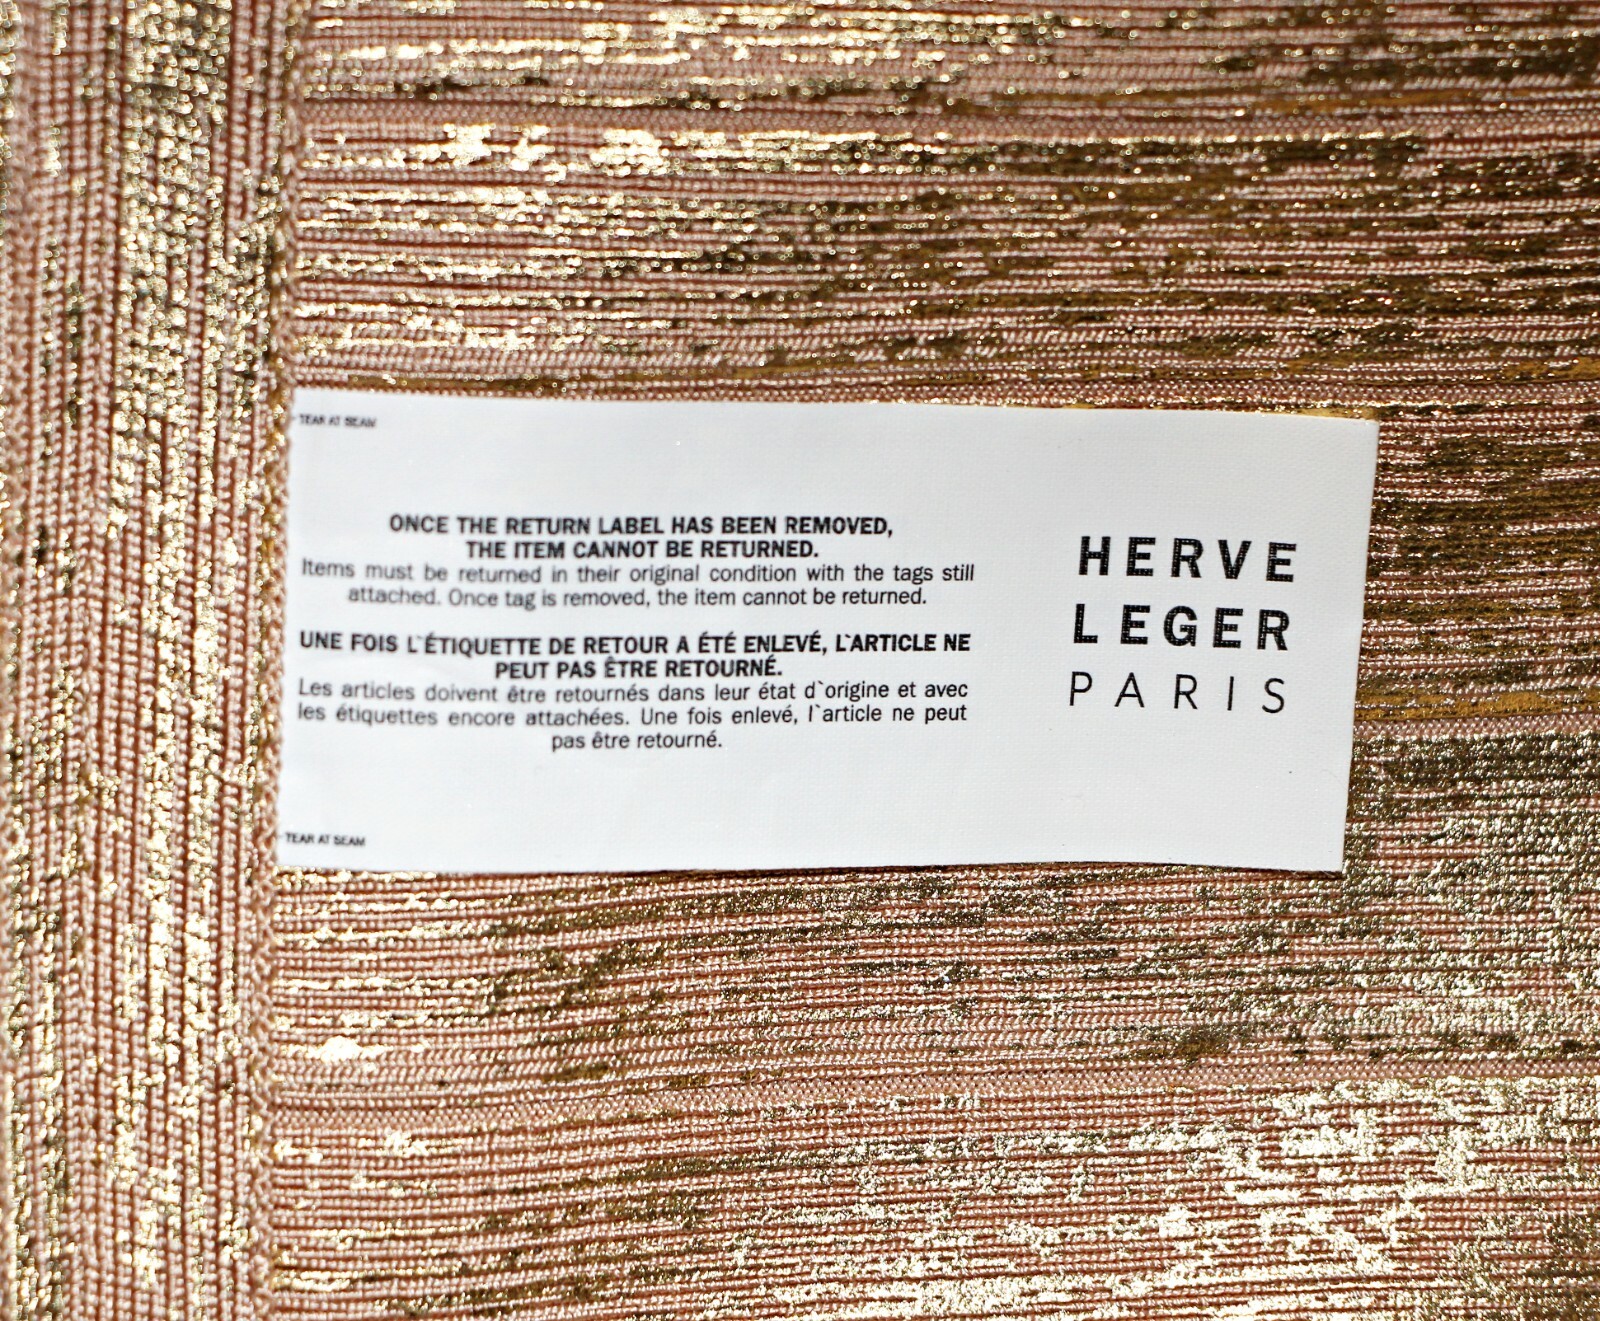 TEAR AT SEAM
ONCE THE RETURN LABEL HAS BEEN REMOVED,
THE ITEM CANNOT BE RETURNED.
Items must be returned in their original condition with the tags still
attached. Once tag is removed, the item cannot be returned.
UNE FOIS L`ÉTIQUETTE DE RETOUR A ÉTÉ ENLEVÉ, L`ARTICLE NE
PEUT PAS ÊTRE RETOURNÉ.
Les articles doivent être retournés dans leur état d`origine et avec
les étiquettes encore attachées. Une fois enlevé, l`article ne peut
pas être retourné.
TEAR AT SEAM
HERVE
LEGER
PARIS